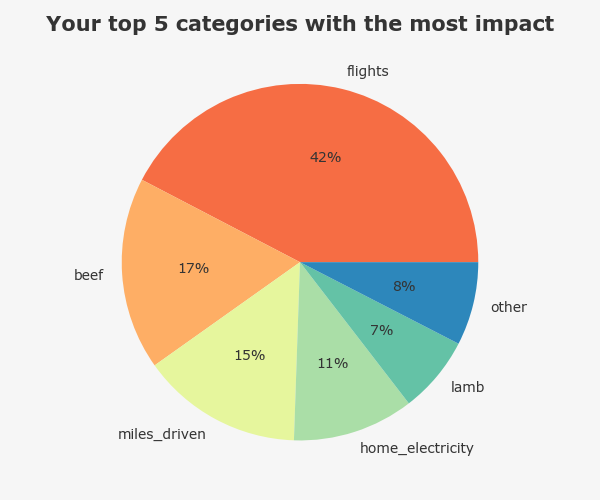 Your top 5 categories with the most impact
flights
42%
beef
17%
8%
other
7%
15%
11%
lamb
miles_driven
home_electricity